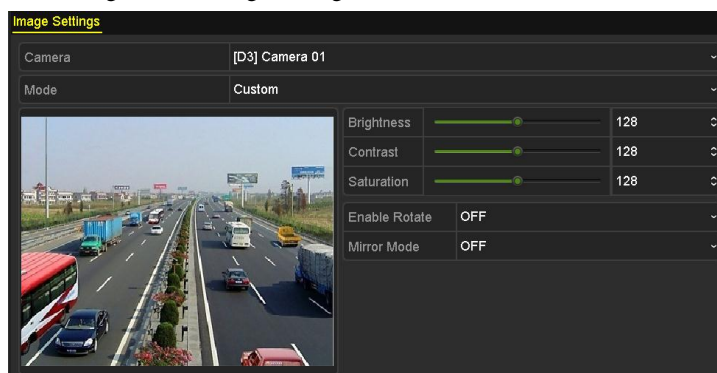 Image Settings
Camera [D3] Camera 01
Mode Custom
Brightness 128
Contrast 128
Saturation 128
Enable Rotate OFF
Mirror Mode OFF